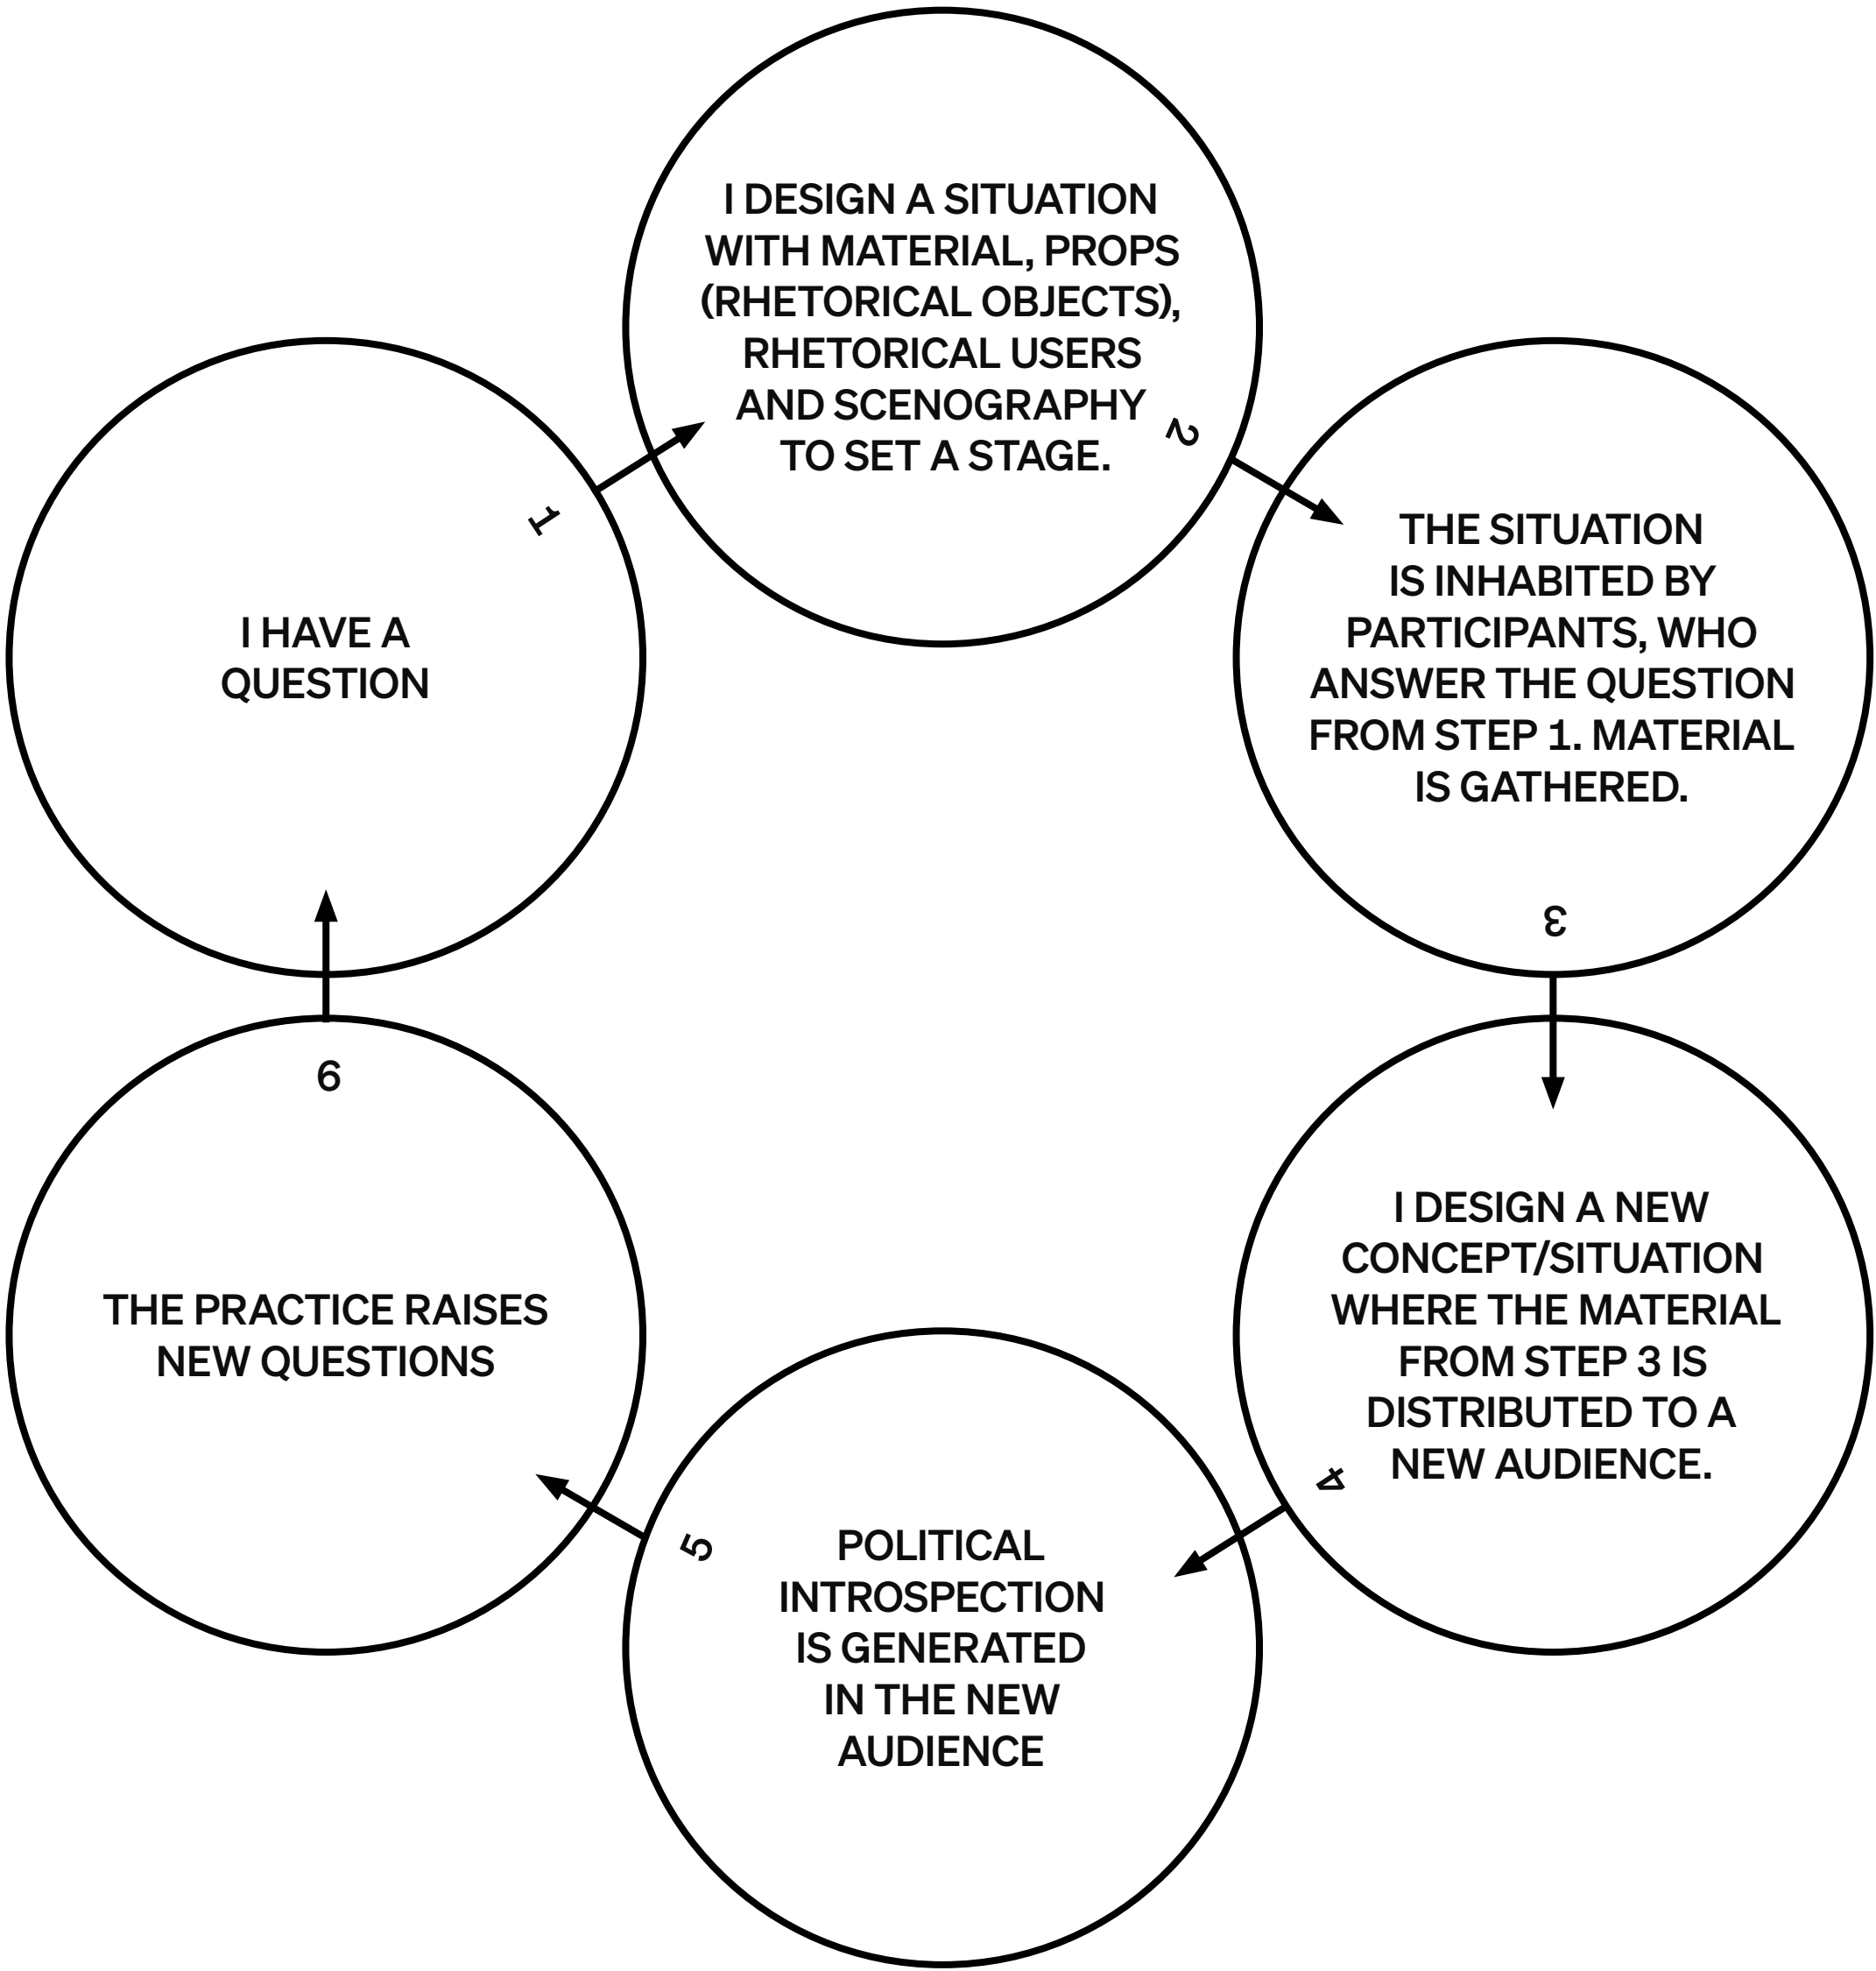 I HAVE A
QUESTION
1
I DESIGN A SITUATION
WITH MATERIAL, PROPS
(RHETORICAL OBJECTS),
RHETORICAL USERS
AND SCENOGRAPHY
TO SET A STAGE.
2
THE SITUATION
IS INHABITED BY
PARTICIPANTS, WHO
ANSWER THE QUESTION
FROM STEP 1. MATERIAL
IS GATHERED.
3
I DESIGN A NEW
CONCEPT/SITUATION
WHERE THE MATERIAL
FROM STEP 3 IS
DISTRIBUTED TO A
NEW AUDIENCE.
4
POLITICAL
INTROSPECTION
IS GENERATED
IN THE NEW
AUDIENCE
5
THE PRACTICE RAISES
NEW QUESTIONS
6